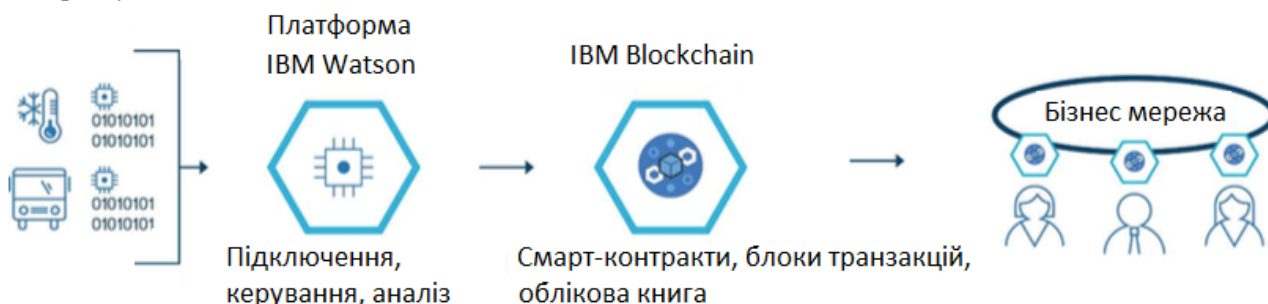 Платформа
IBM Watson
IBM Blockchain
01010101
01010101
01010101
01010101
Бізнес мережа
Підключення,
керування, аналіз
Смарт-контракти, блоки транзакцій,
облікова книга